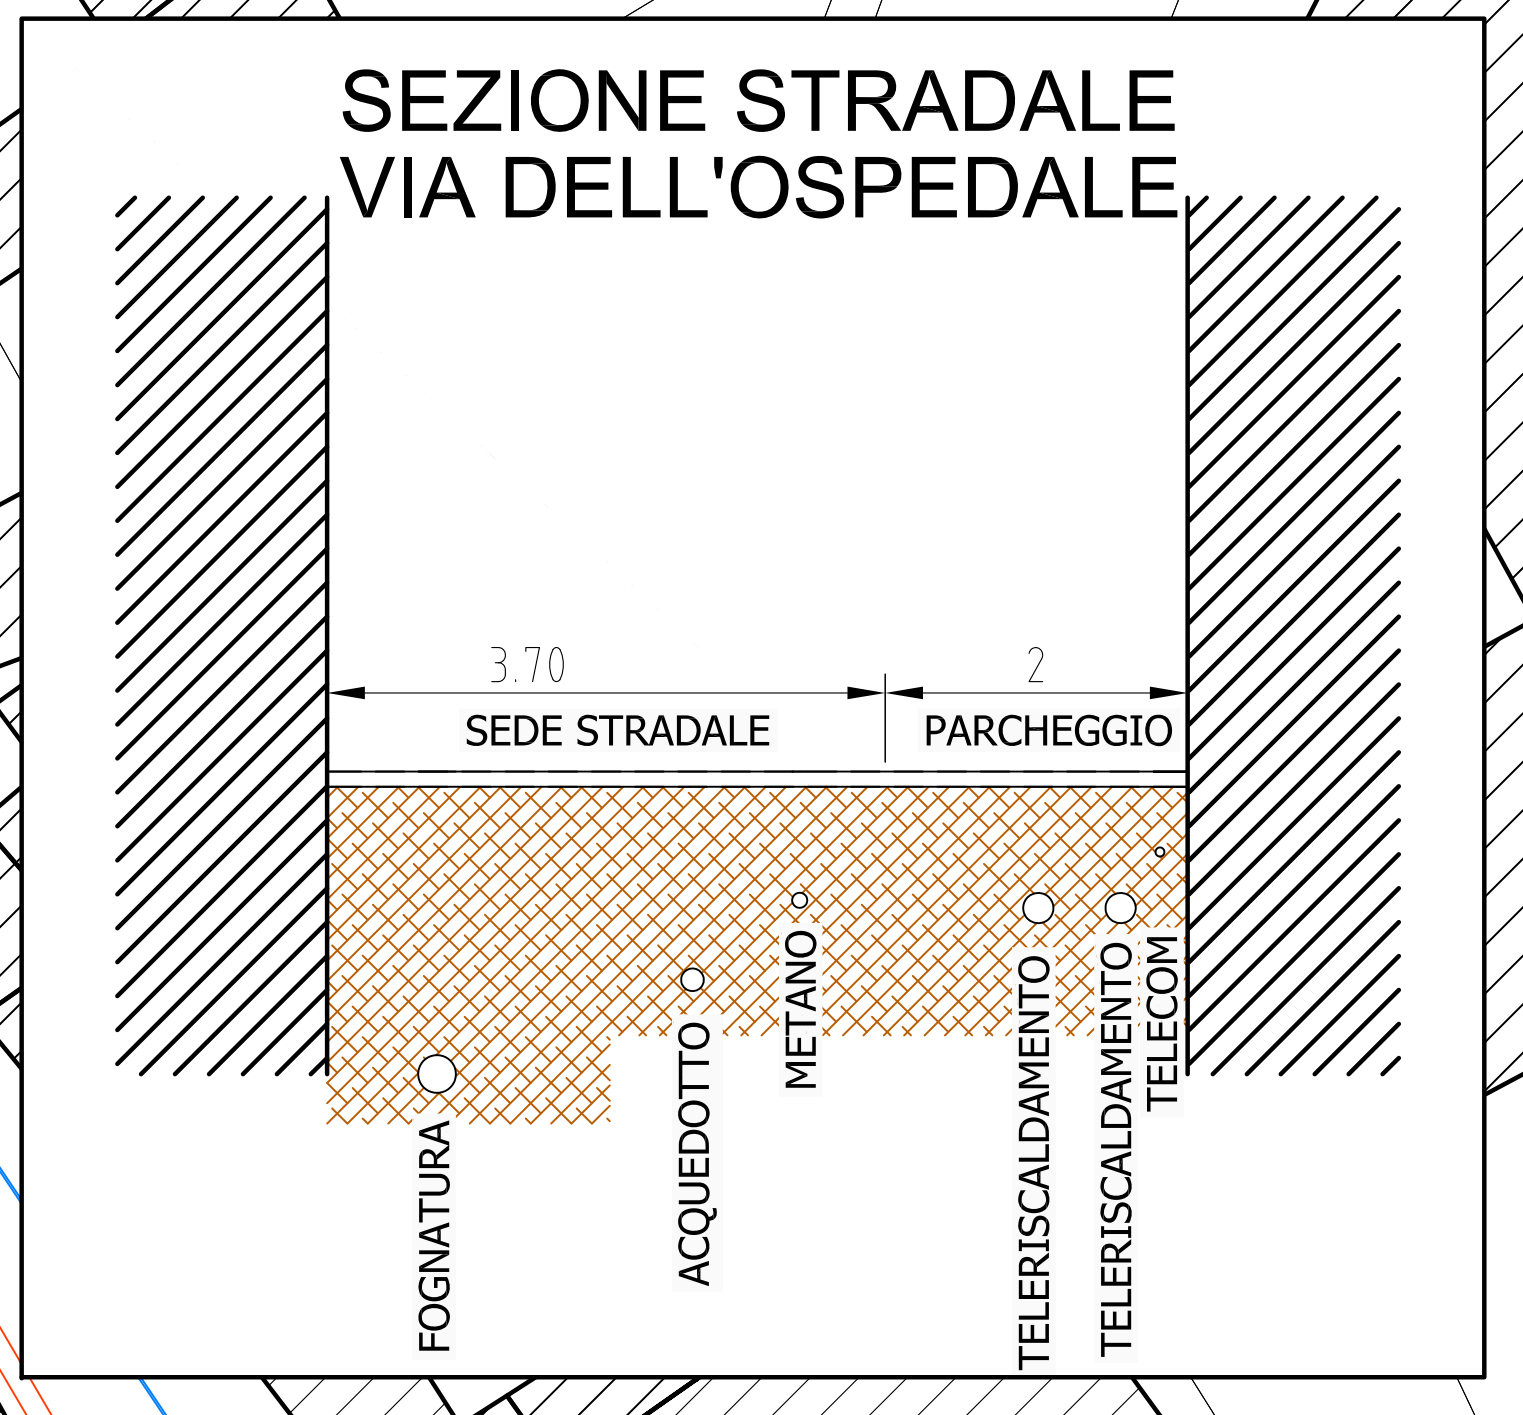 SEZIONE STRADALE
VIA DELL'OSPEDALE
3.70
2
SEDE STRADALE
PARCHEGGIO
FOGNATURA
ACQUEDOTTO
METANO
TELERISCALDAMENTO
TELERISCALDAMENTO
TELECOM